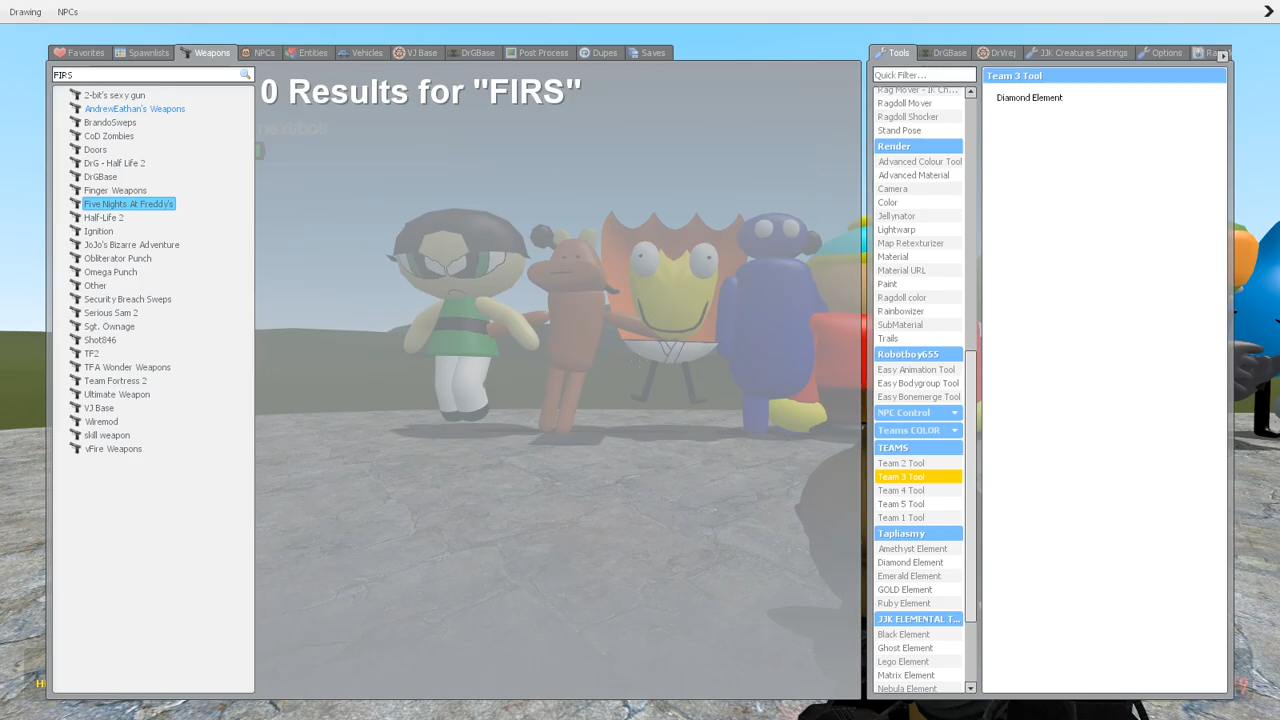 Drawing NPCs
Favorites Spawnlists Weapons NPCs Entities Vehicles VJ Base DrGBase Post Process Dupes Saves
FIRS
2-bit's sexy gun
AndrewEathan's Weapons
BrandoSweps
CoD Zombies
Doors
DrG - Half Life 2
DrGBase
Finger Weapons
Five Nights At Freddy's
Half-Life 2
Ignition
JoJo's Bizarre Adventure
Obliterator Punch
Omega Punch
Other
Security Breach Sweps
Serious Sam 2
Sgt. Ownage
Shot846
TF2
TFA Wonder Weapons
Team Fortress 2
Ultimate Weapon
VJ Base
Wiremod
skill weapon
vFire Weapons
0 Results for "FIRS"
nextbot
Tools DrGBase DrVrej JJK Creatures Settings Options
Quick Filter...
Rag Mover - IK Ch...
Ragdoll Mover
Ragdoll Shocker
Stand Pose
Render
Advanced Colour Tool
Advanced Material
Camera
Color
Jellynator
Lightwarp
Map Retexturizer
Material
Material URL
Paint
Ragdoll color
Rainbowizer
SubMaterial
Trails
Robotboy655
Easy Animation Tool
Easy Bodygroup Tool
Easy Bonemerge Tool
NPC Control
Teams COLOR
TEAMS
Team 2 Tool
Team 3 Tool
Team 4 Tool
Team 5 Tool
Team 1 Tool
Tapliasmy
Amethyst Element
Diamond Element
Emerald Element
GOLD Element
Ruby Element
JJK ELEMENTAL T...
Black Element
Ghost Element
Lego Element
Matrix Element
Nebula Element
Team 3 Tool
Diamond Element